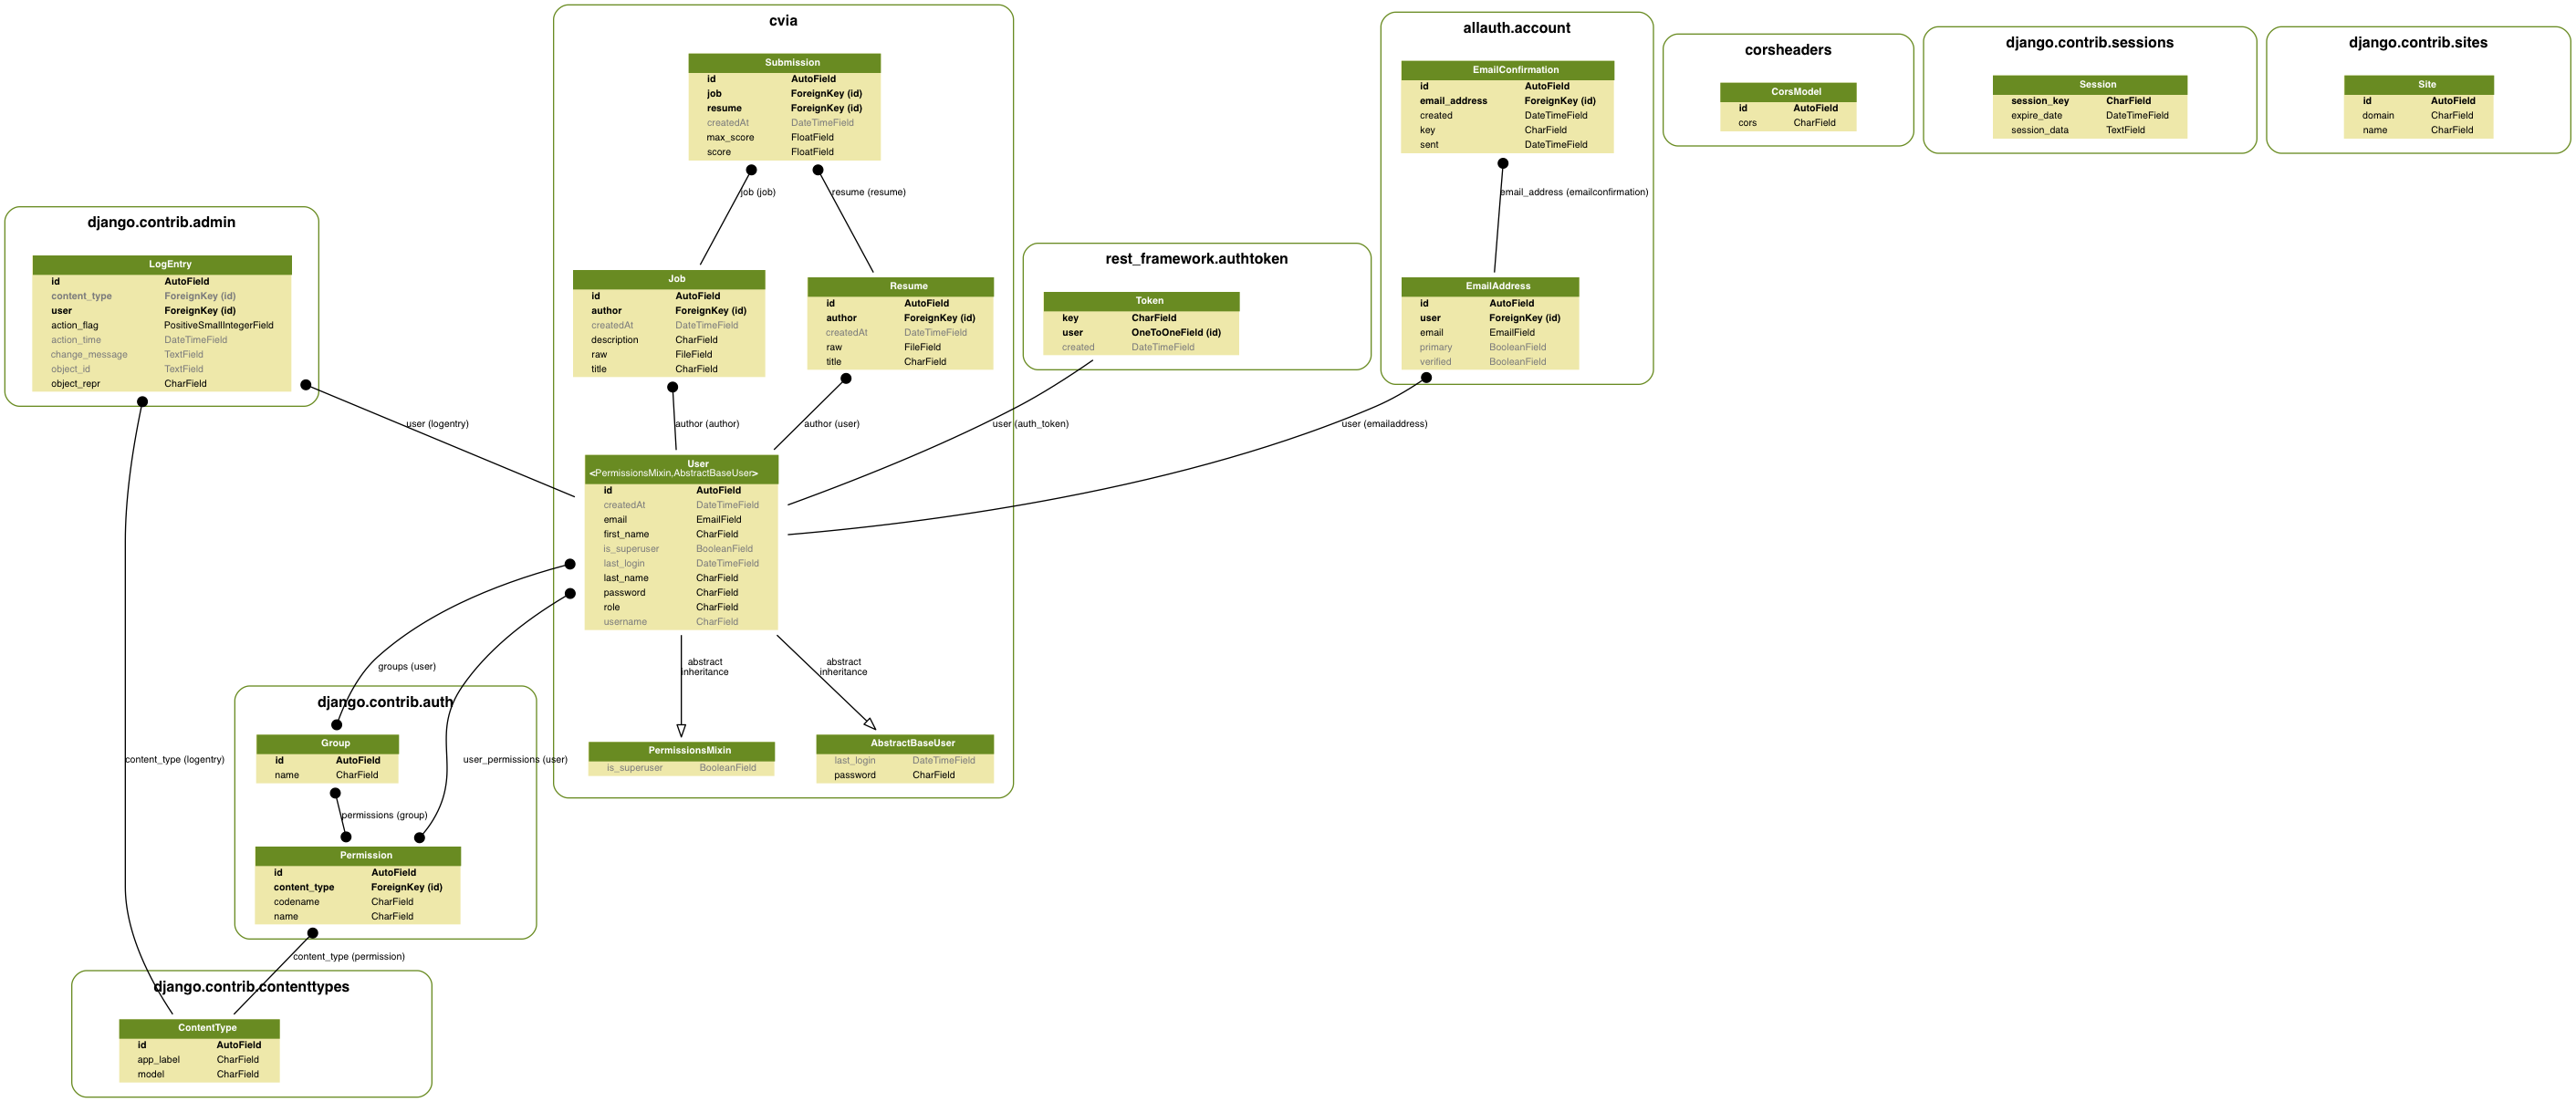 cvia
Submission
id AutoField
job ForeignKey (id)
resume ForeignKey (id)
createdAt DateTimeField
max_score FloatField
score FloatField
job (job)
resume (resume)
Job
id AutoField
author ForeignKey (id)
createdAt DateTimeField
description CharField
raw FileField
title CharField
Resume
id AutoField
author ForeignKey (id)
createdAt DateTimeField
raw FileField
title CharField
author (author)
author (user)
User
<PermissionsMixin,AbstractBaseUser>
id AutoField
createdAt DateTimeField
email EmailField
first_name CharField
is_superuser BooleanField
last_login DateTimeField
last_name CharField
password CharField
role CharField
username CharField
abstract
inheritance
abstract
inheritance
PermissionsMixin
is_superuser BooleanField
AbstractBaseUser
last_login DateTimeField
password CharField
allauth.account
EmailConfirmation
id AutoField
email_address ForeignKey (id)
created DateTimeField
key CharField
sent DateTimeField
email_address (emailconfirmation)
EmailAddress
id AutoField
user ForeignKey (id)
email EmailField
primary BooleanField
verified BooleanField
user (emailaddress)
corsheaders
CorsModel
id AutoField
cors CharField
django.contrib.sessions
Session
session_key CharField
expire_date DateTimeField
session_data TextField
django.contrib.sites
Site
id AutoField
domain CharField
name CharField
django.contrib.admin
LogEntry
id AutoField
content_type ForeignKey (id)
user ForeignKey (id)
action_flag PositiveSmallIntegerField
action_time DateTimeField
change_message TextField
object_id TextField
object_repr CharField
user (logentry)
rest_framework.authtoken
Token
key CharField
user OneToOneField (id)
created DateTimeField
user (auth_token)
groups (user)
django.contrib.auth
Group
id AutoField
name CharField
content_type (logentry)
user_permissions (user)
permissions (group)
Permission
id AutoField
content_type ForeignKey (id)
codename CharField
name CharField
content_type (permission)
django.contrib.contenttypes
ContentType
id AutoField
app_label CharField
model CharField